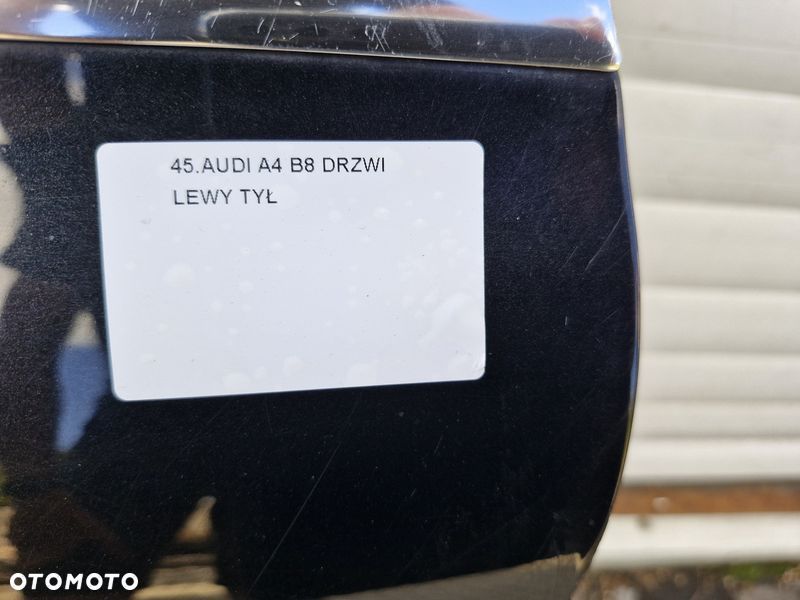 45.AUDI A4 B8 DRZWI
LEWY TYŁ
OTOMOTO